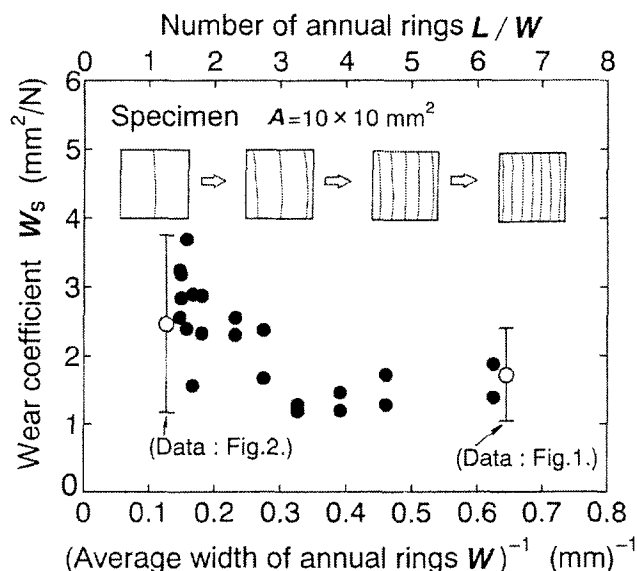 Number of annual rings L / W
0 1 2 3 4 5 6 7 8
Wear coefficient Ws (mm²/N)
6
5
4
3
2
1
0
Specimen A=10 × 10 mm²
(Data : Fig.2.)
(Data : Fig.1.)
0 0.1 0.2 0.3 0.4 0.5 0.6 0.7 0.8
(Average width of annual rings W)⁻¹ (mm)⁻¹